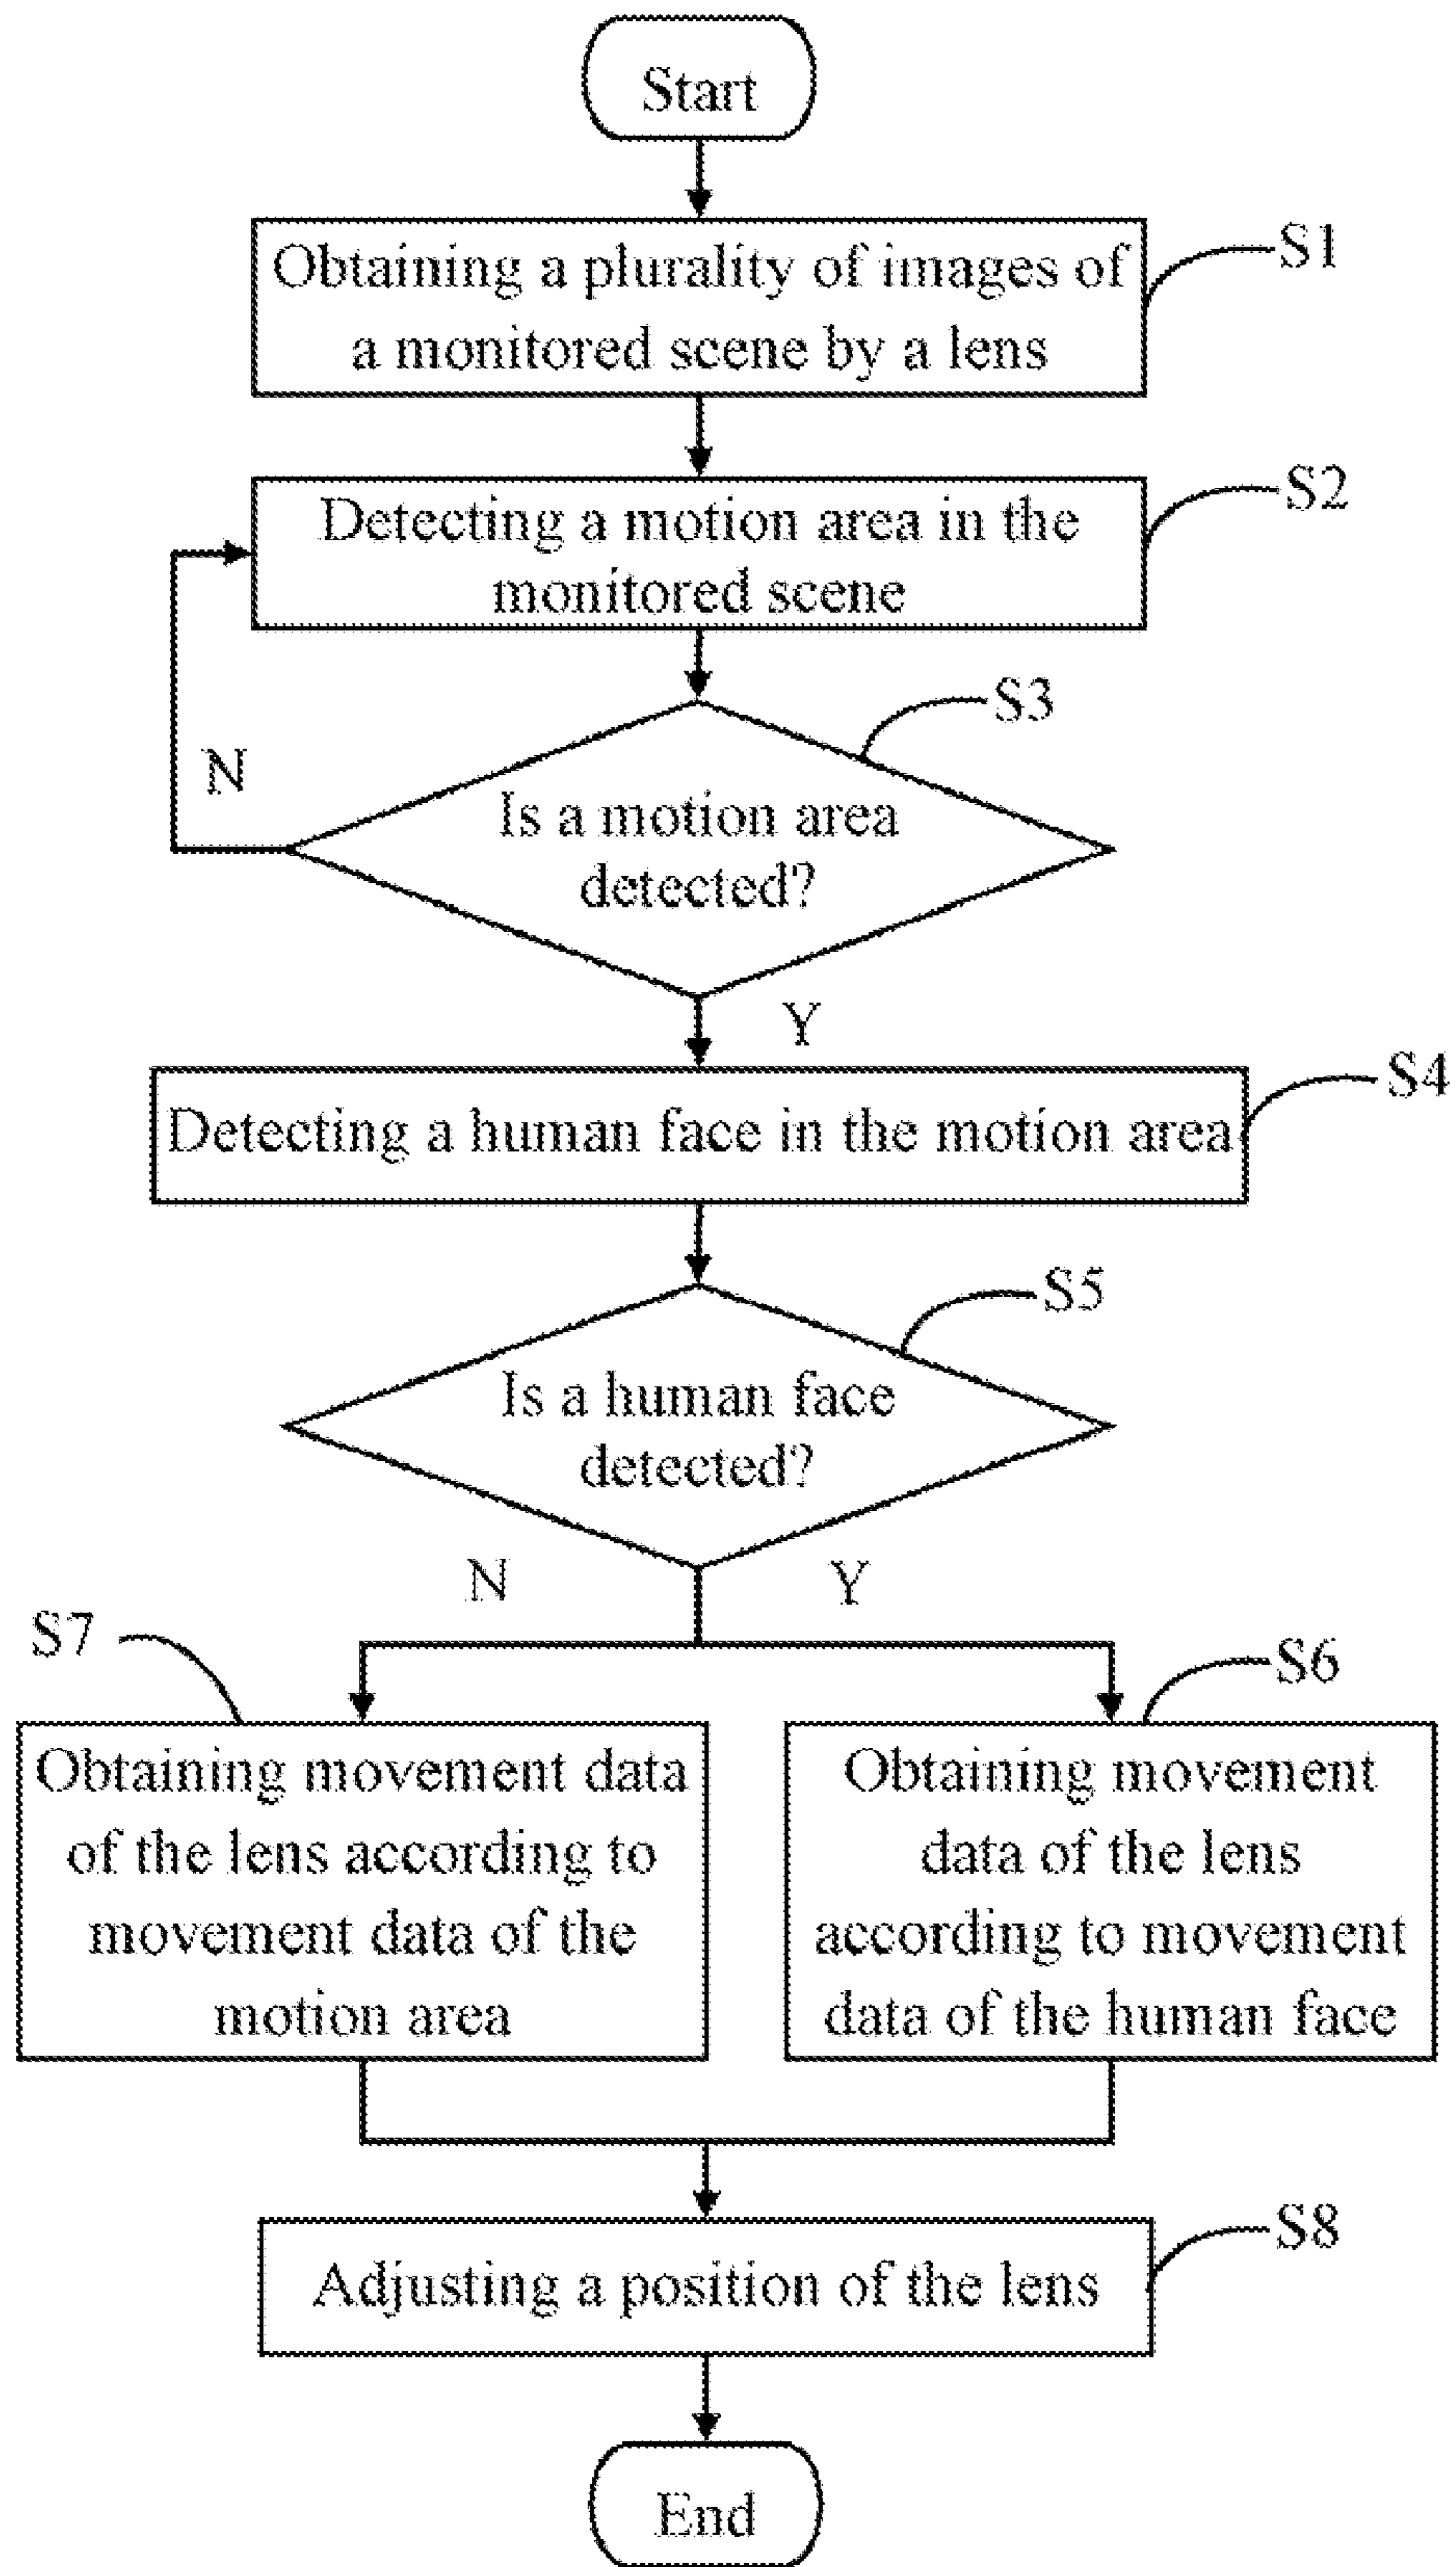 Start
Obtaining a plurality of images of
a monitored scene by a lens
S1
Detecting a motion area in the
monitored scene
S2
S3
N
Is a motion area
detected?
Y
S4
Detecting a human face in the motion area
S5
Is a human face
detected?
N
Y
S7
S6
Obtaining movement data
of the lens according to
movement data of the
motion area
Obtaining movement
data of the lens
according to movement
data of the human face
S8
Adjusting a position of the lens
End